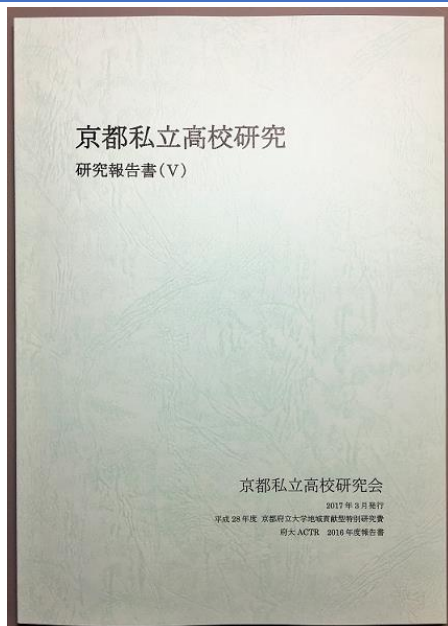 京都私立高校研究
研究報告書(V)
京都私立高校研究会
2017年3月発行
平成28年度 京都府立大学地域貢献型特別研究費
府大ACTR 2016年度報告書